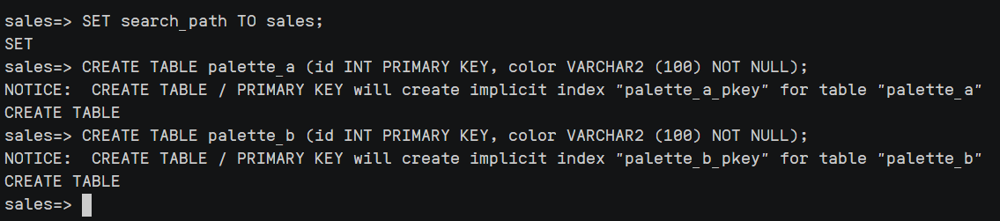 sales=> SET search_path TO sales;
SET
sales=> CREATE TABLE palette_a (id INT PRIMARY KEY, color VARCHAR2 (100) NOT NULL);
NOTICE:  CREATE TABLE / PRIMARY KEY will create implicit index "palette_a_pkey" for table "palette_a"
CREATE TABLE
sales=> CREATE TABLE palette_b (id INT PRIMARY KEY, color VARCHAR2 (100) NOT NULL);
NOTICE:  CREATE TABLE / PRIMARY KEY will create implicit index "palette_b_pkey" for table "palette_b"
CREATE TABLE
sales=>